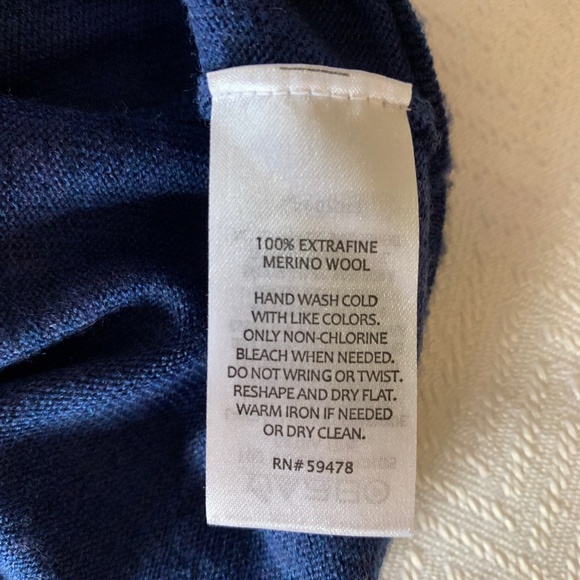 100% EXTRAFINE
MERINO WOOL
HAND WASH COLD
WITH LIKE COLORS.
ONLY NON-CHLORINE
BLEACH WHEN NEEDED.
DO NOT WRING OR TWIST.
RESHAPE AND DRY FLAT.
WARM IRON IF NEEDED
OR DRY CLEAN.
RN# 59478